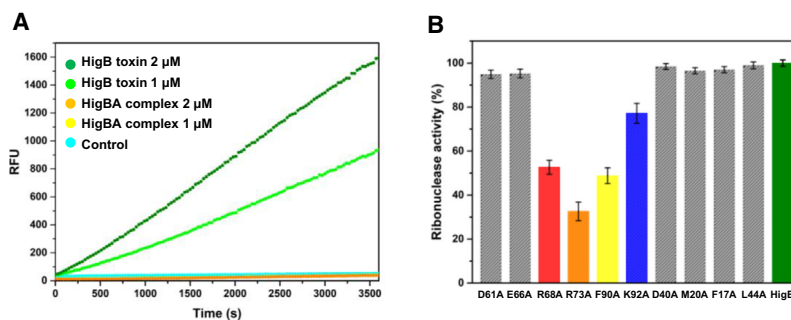 A
1600
1400
1200
1000
800
600
400
200
0
RFU
HigB toxin 2 µM
HigB toxin 1 µM
HigBA complex 2 µM
HigBA complex 1 µM
Control
0 500 1000 1500 2000 2500 3000 3500
Time (s)
B
100
80
60
40
20
0
Ribonuclease activity (%)
D61A E66A R68A R73A F90A K92A D40A M20A F17A L44A HigB